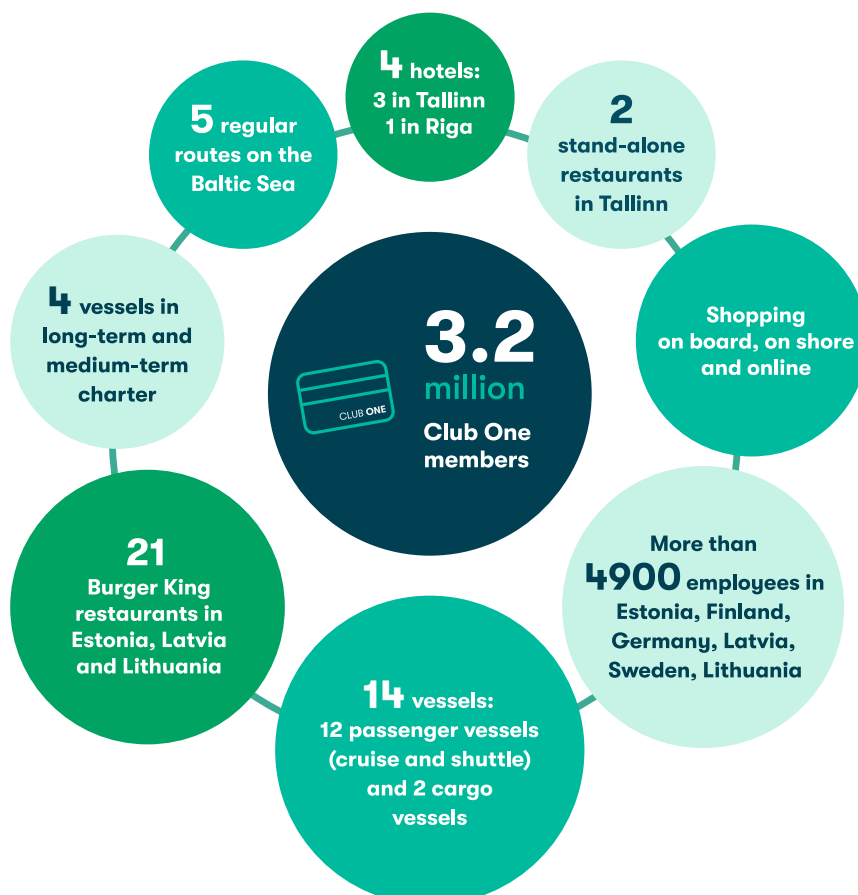 4 hotels:
3 in Tallinn
1 in Riga
2
stand-alone
restaurants
in Tallinn
Shopping
on board, on shore
and online
More than
4900 employees in
Estonia, Finland,
Germany, Latvia,
Sweden, Lithuania
14 vessels:
12 passenger vessels
(cruise and shuttle)
and 2 cargo
vessels
21
Burger King
restaurants in
Estonia, Latvia
and Lithuania
4 vessels in
long-term and
medium-term
charter
5 regular
routes on the
Baltic Sea
3.2
million
Club One
members
CLUB ONE